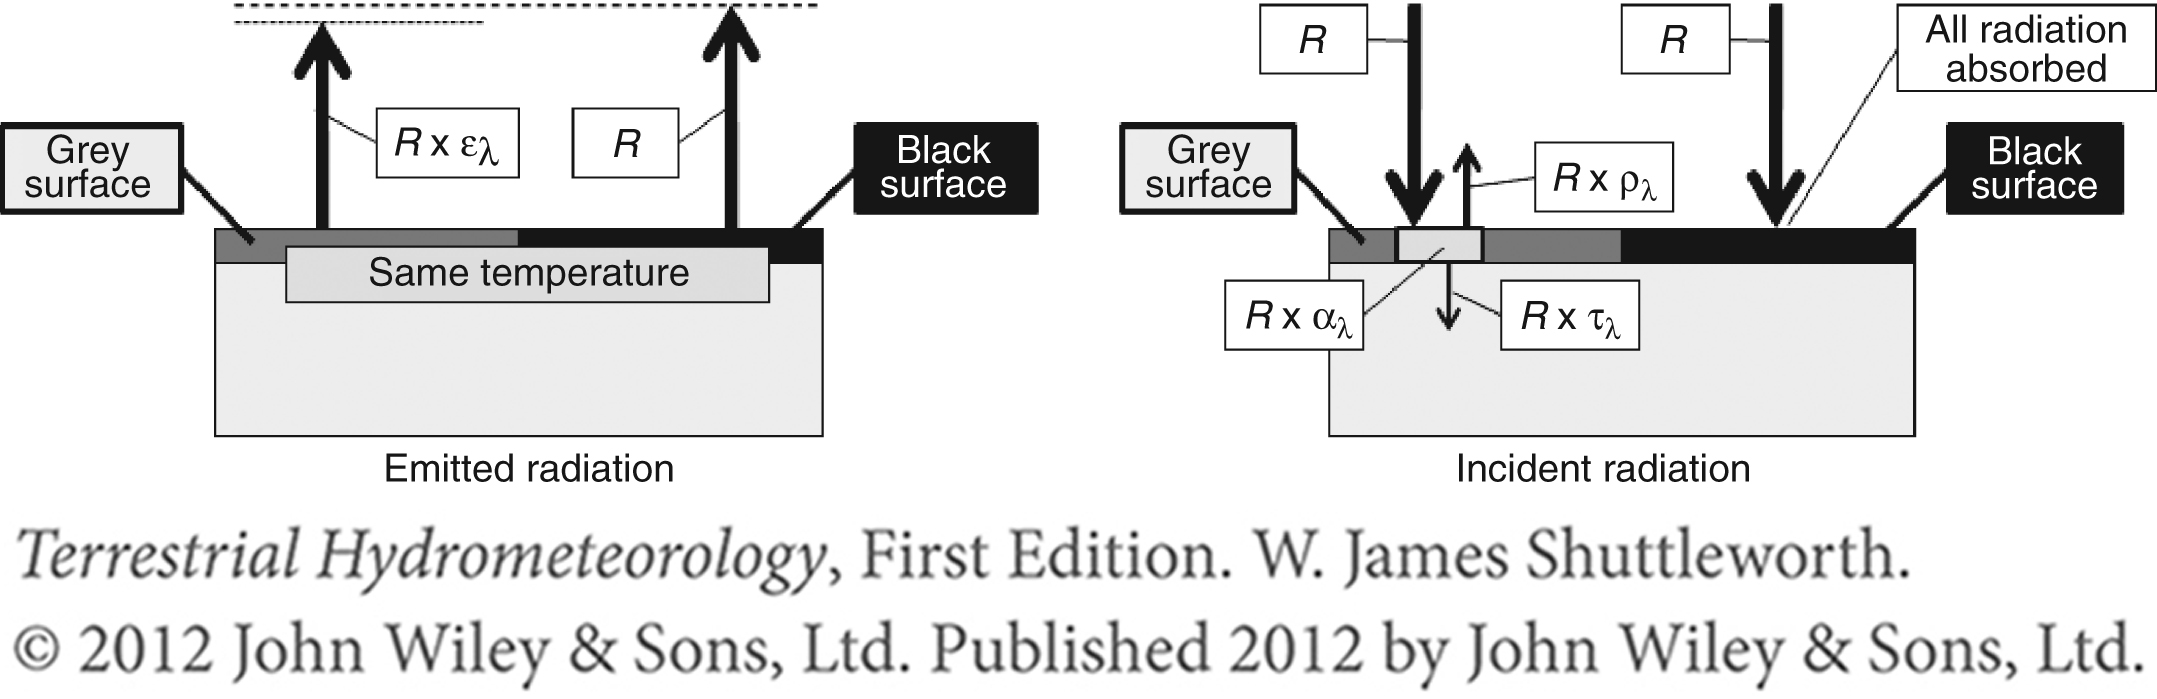 Grey
surface
R x ελ
R
Black
surface
Same temperature
Emitted radiation
R
R
All radiation
absorbed
Grey
surface
R x ρλ
Black
surface
R x αλ
R x τλ
Incident radiation
Terrestrial Hydrometeorology, First Edition. W. James Shuttleworth.
© 2012 John Wiley & Sons, Ltd. Published 2012 by John Wiley & Sons, Ltd.